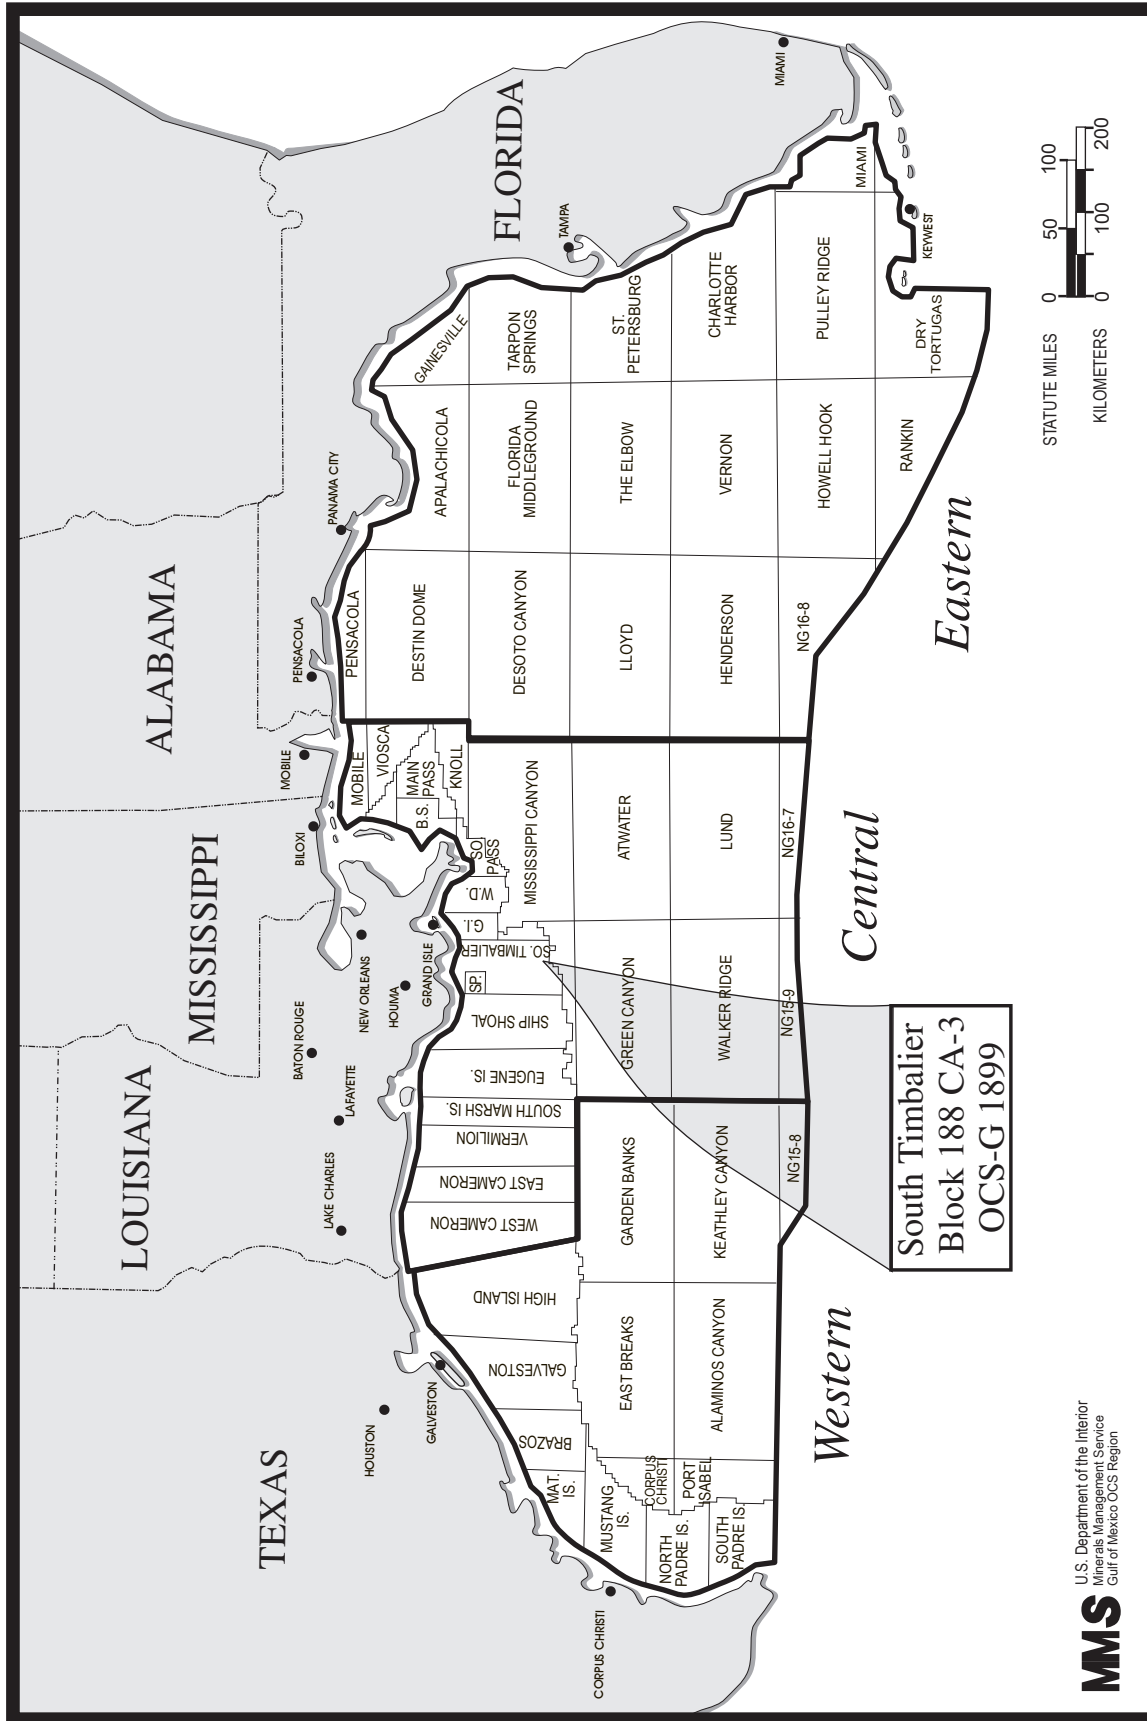 TEXAS
LOUISIANA
MISSISSIPPI
ALABAMA
FLORIDA
CORPUS CHRISTI
HOUSTON
GALVESTON
LAKE CHARLES
LAFAYETTE
BATON ROUGE
NEW ORLEANS
HOUMA
GRAND ISLE
BILOXI
MOBILE
PENSACOLA
PANAMA CITY
TAMPA
MIAMI
KEYWEST
SOUTH
PADRE IS.
NORTH
PADRE IS.
MUSTANG
IS.
MAT.
IS.
BRAZOS
GALVESTON
HIGH ISLAND
CORPUS
CHRISTI
PORT
ISABEL
EAST BREAKS
ALAMINOS CANYON
GARDEN BANKS
KEATHLEY CANYON
NG15-8
WEST CAMERON
EAST CAMERON
VERMILION
SOUTH MARSH IS.
EUGENE IS.
SHIP SHOAL
SP.
SO. TIMBALIER
G.I.
W.D.
SO.
PASS
B.S.
MAIN
PASS
MOBILE
VIOSCA
KNOLL
MISSISSIPPI CANYON
GREEN CANYON
WALKER RIDGE
NG15-9
ATWATER
LUND
NG16-7
PENSACOLA
DESTIN DOME
DESOTO CANYON
LLOYD
HENDERSON
NG16-8
APALACHICOLA
FLORIDA
MIDDLEGROUND
THE ELBOW
VERNON
HOWELL HOOK
RANKIN
GAINESVILLE
TARPON
SPRINGS
ST.
PETERSBURG
CHARLOTTE
HARBOR
PULLEY RIDGE
MIAMI
DRY
TORTUGAS
Western
Central
Eastern
South Timbalier
Block 188 CA-3
OCS-G 1899
STATUTE MILES
0 50 100
KILOMETERS
0 100 200
MMS
U.S. Department of the Interior
Minerals Management Service
Gulf of Mexico OCS Region